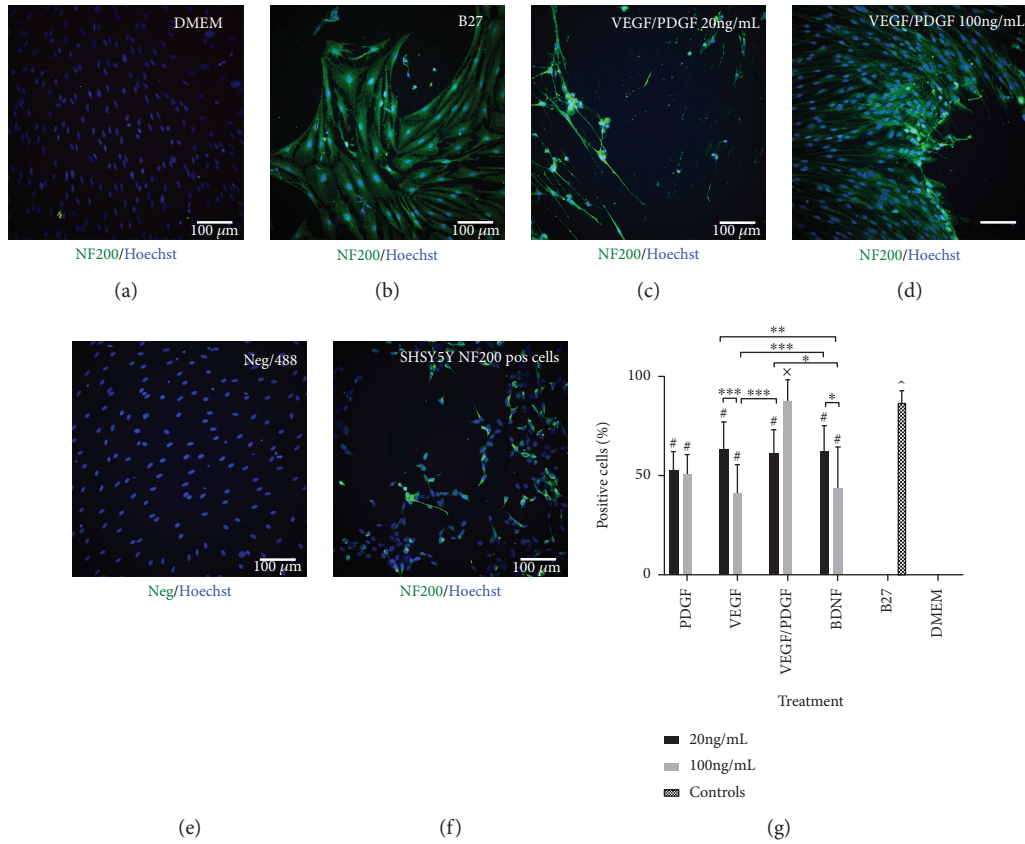 DMEM
100 μm
NF200/Hoechst
(a)
B27
100 μm
NF200/Hoechst
(b)
VEGF/PDGF 20ng/mL
100 μm
NF200/Hoechst
(c)
VEGF/PDGF 100ng/mL
NF200/Hoechst
(d)
Neg/488
100 μm
Neg/Hoechst
(e)
SHSY5Y NF200 pos cells
100 μm
NF200/Hoechst
(f)
**
***
*
×
^
*** *** *
# # # # # # #
100
50
0
Positive cells (%)
PDGF
VEGF
VEGF/PDGF
BDNF
B27
DMEM
Treatment
20ng/mL
100ng/mL
Controls
(g)